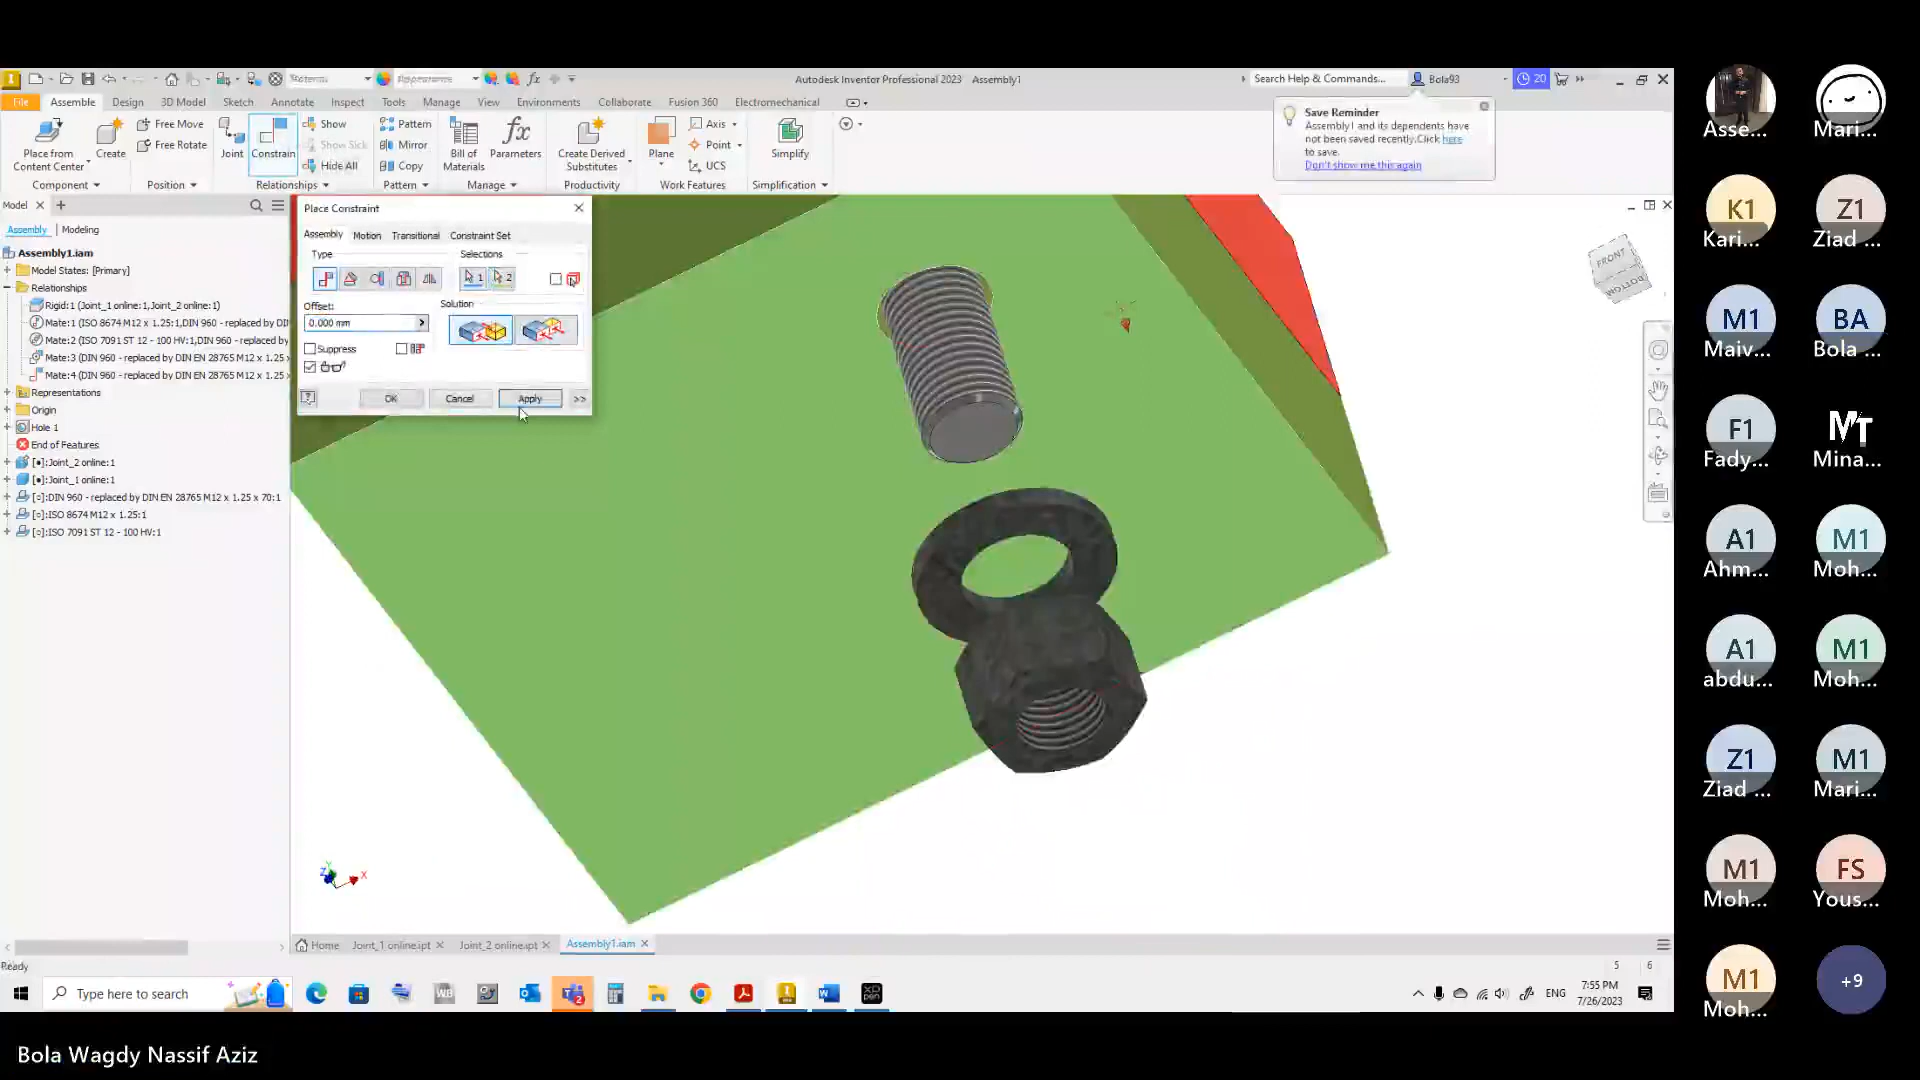 Material
Appearance
Autodesk Inventor Professional 2023 Assembly1
Search Help & Commands...
Bola93
20
File Assemble Design 3D Model Sketch Annotate Inspect Tools Manage View Environments Collaborate Fusion 360 Electromechanical
Place from
Content Center
Create
Free Move
Free Rotate
Joint
Constrain
Show
Show Sick
Hide All
Pattern
Mirror
Copy
Bill of
Materials
Parameters
Create Derived
Substitutes
Plane
Axis
Point
UCS
Simplify
Component Position Relationships Pattern Manage Productivity Work Features Simplification
Save Reminder
Assembly1 and its dependents have
not been saved recently.Click here
to save.
Don't show me this again
Model
Assembly Modeling
Assembly1.iam
Model States: [Primary]
Relationships
Rigid:1 (Joint_1 online:1,Joint_2 online:1)
Mate:1 (ISO 8674 M12 x 1.25:1,DIN 960 - replaced by DIN
Mate:2 (ISO 7091 ST 12 - 100 HV:1,DIN 960 - replaced by
Mate:3 (DIN 960 - replaced by DIN EN 28765 M12 x 1.25 x
Mate:4 (DIN 960 - replaced by DIN EN 28765 M12 x 1.25 x
Representations
Origin
Hole 1
End of Features
[●]:Joint_2 online:1
[●]:Joint_1 online:1
[○]:DIN 960 - replaced by DIN EN 28765 M12 x 1.25 x 70:1
[○]:ISO 8674 M12 x 1.25:1
[○]:ISO 7091 ST 12 - 100 HV:1
Place Constraint
Assembly Motion Transitional Constraint Set
Type
Selections
1
2
Offset:
0.000 mm
Solution
Suppress
OK
Cancel
Apply
>>
FRONT
BOTTOM
Y
Z
X
Home Joint_1 online.ipt Joint_2 online.ipt Assembly1.iam
Ready
5 6
Type here to search
ENG
7:55 PM
7/26/2023
Asse...
Mari...
K1
Kari...
Z1
Ziad ...
M1
Maiv...
BA
Bola ...
F1
Fady...
MT
Mina...
A1
Ahm...
M1
Moh...
A1
abdu...
M1
Moh...
Z1
Ziad ...
M1
Mari...
M1
Moh...
FS
Yous...
M1
Moh...
+9
Bola Wagdy Nassif Aziz